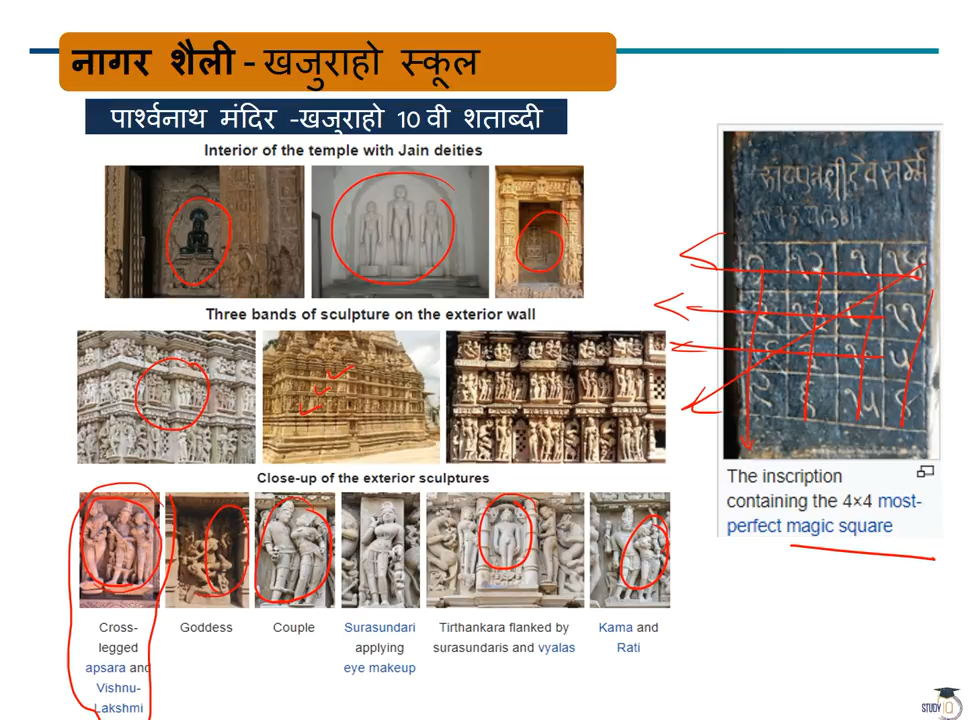 नागर शैली - खजुराहो स्कूल
पार्श्वनाथ मंदिर -खजुराहो 10 वी शताब्दी
Interior of the temple with Jain deities
Three bands of sculpture on the exterior wall
Close-up of the exterior sculptures
Cross-
legged
apsara and
Vishnu-
Lakshmi
Goddess
Couple
Surasundari
applying
eye makeup
Tirthankara flanked by
surasundaris and vyalas
Kama and
Rati
The inscription
containing the 4×4 most-
perfect magic square
STUDY IQ